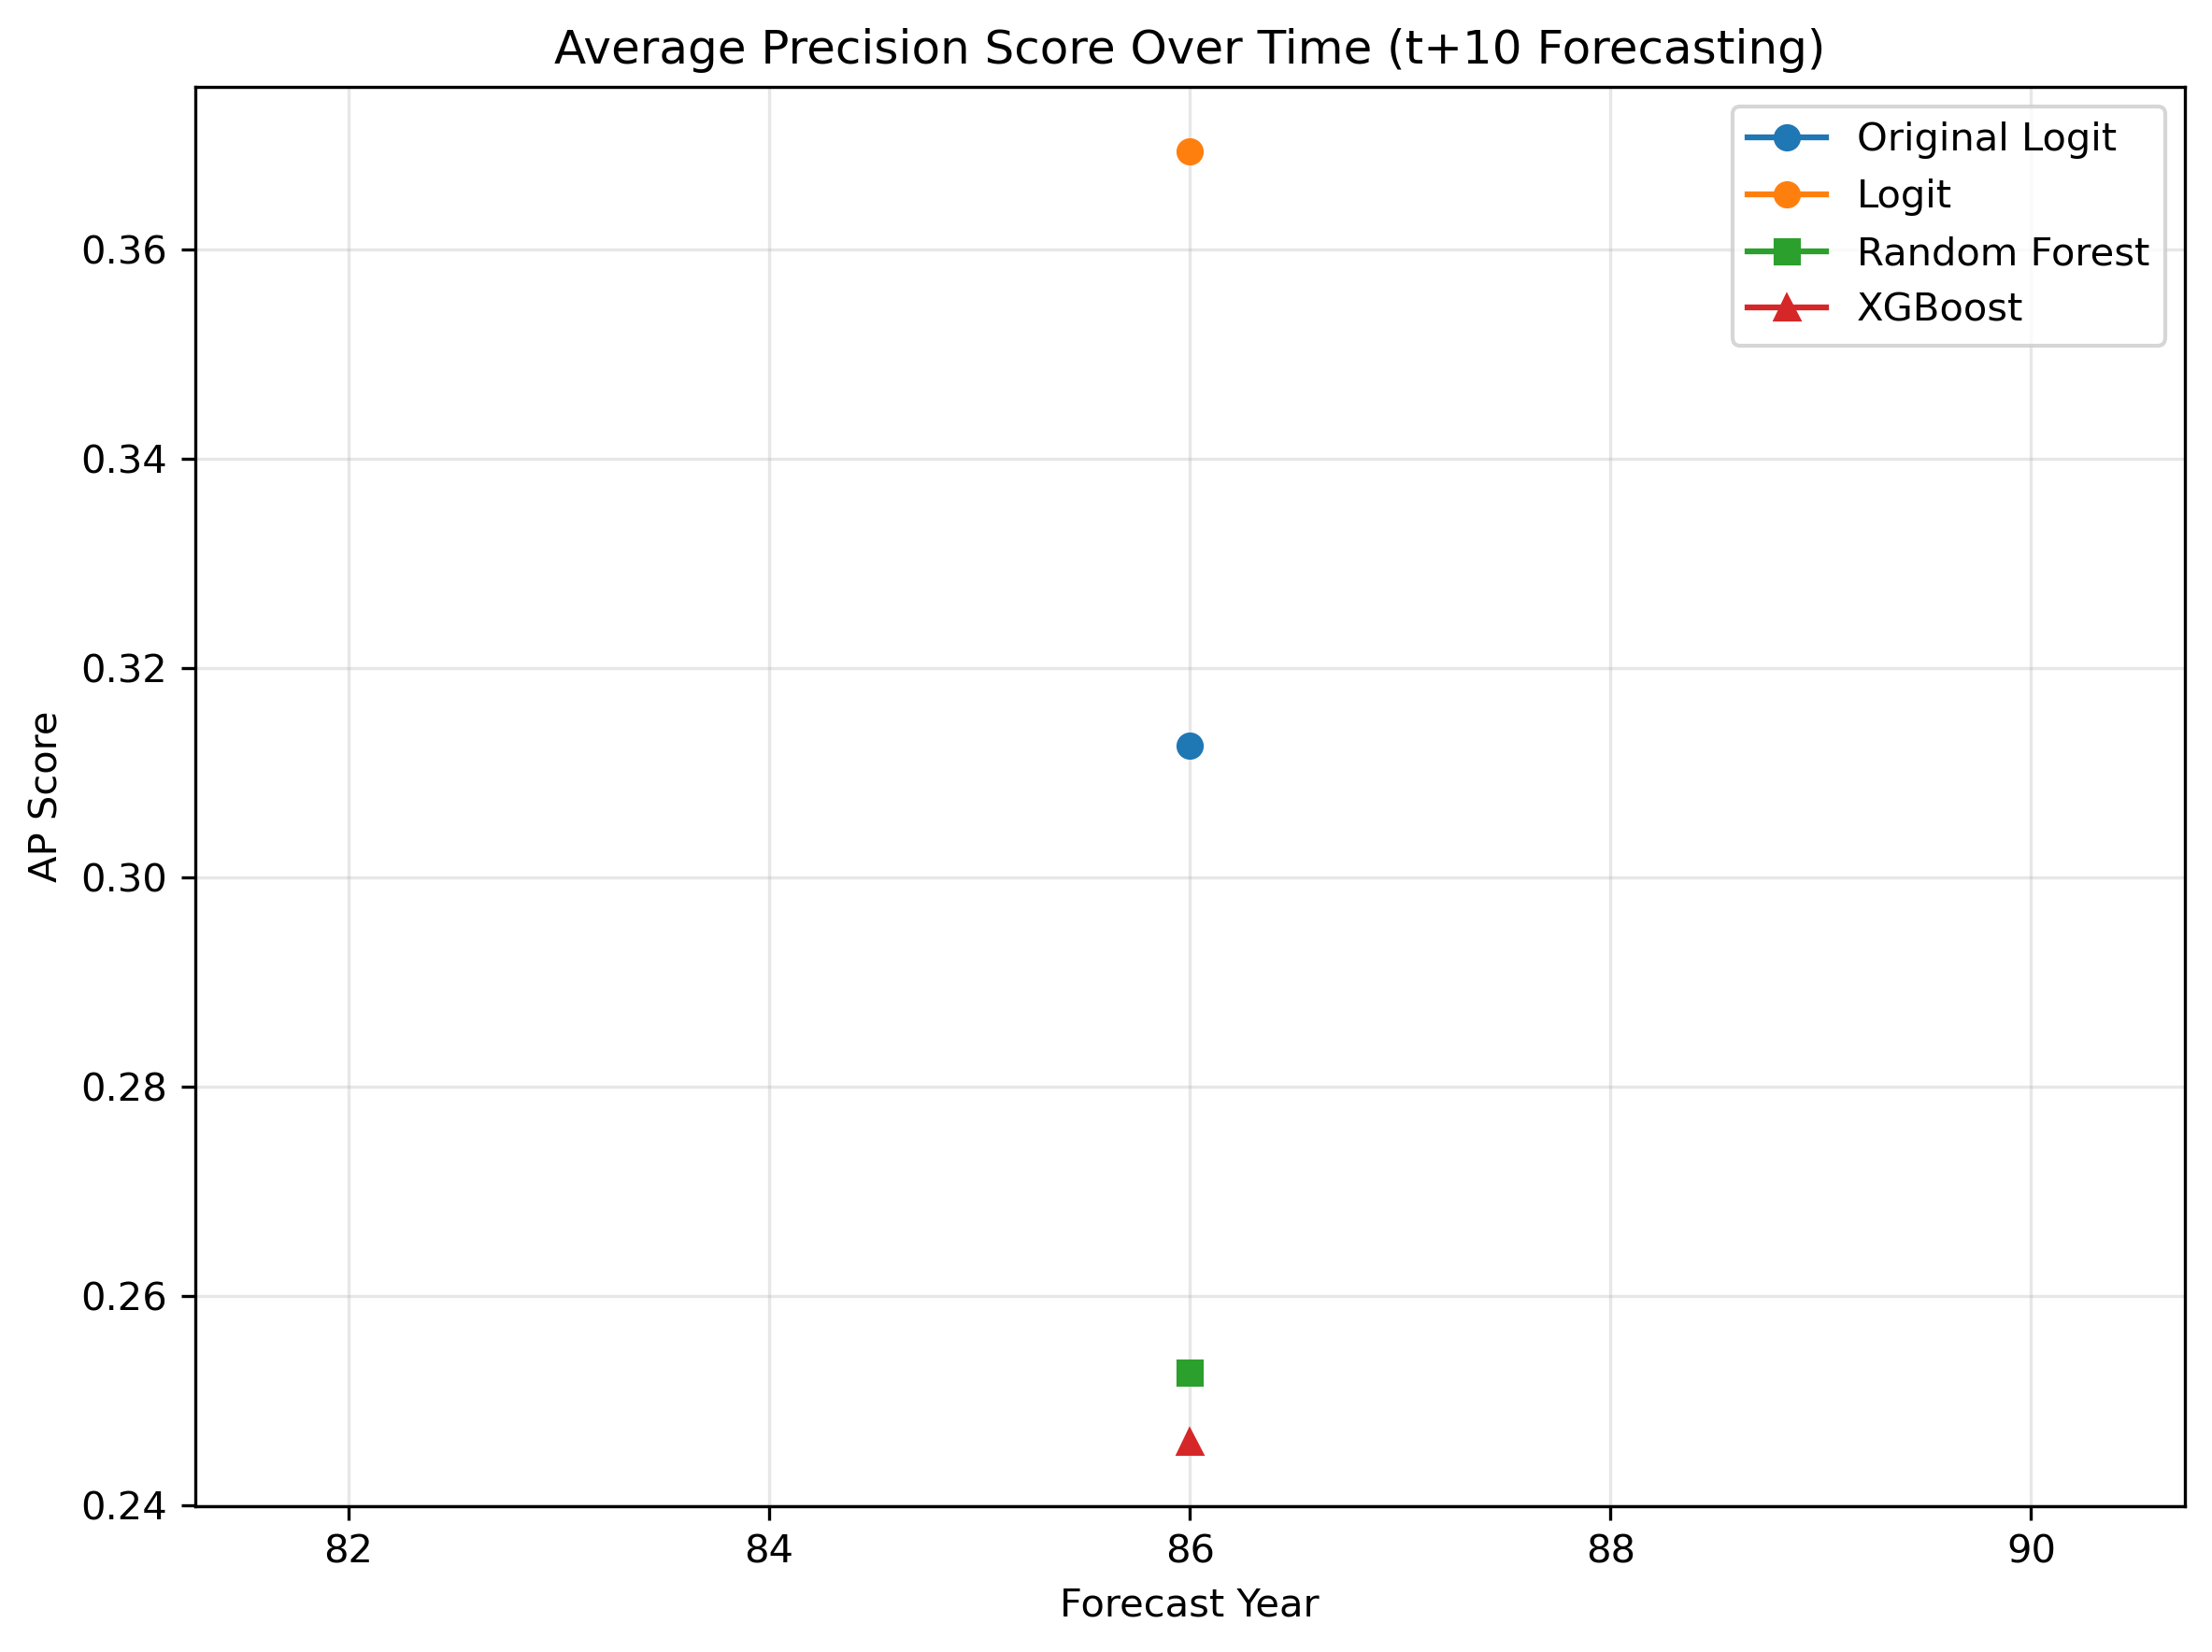 Average Precision Score Over Time (t+10 Forecasting)
Original Logit
Logit
Random Forest
XGBoost
AP Score
0.36
0.34
0.32
0.30
0.28
0.26
0.24
82 84 86 88 90
Forecast Year